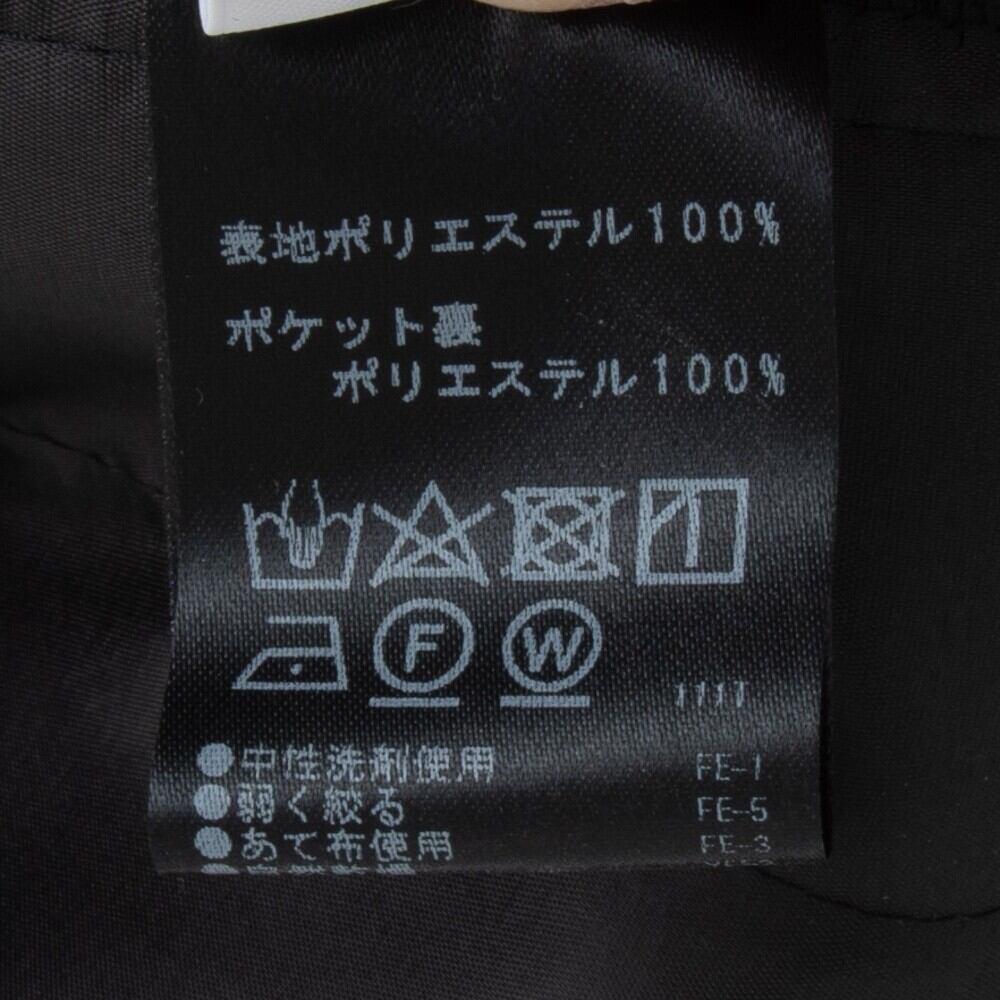 表地ポリエステル100%
ポケット裏
ポリエステル100%
F W
1111
●中性洗剤使用 FE-1
●弱く絞る FE-5
●あて布使用 FE-3